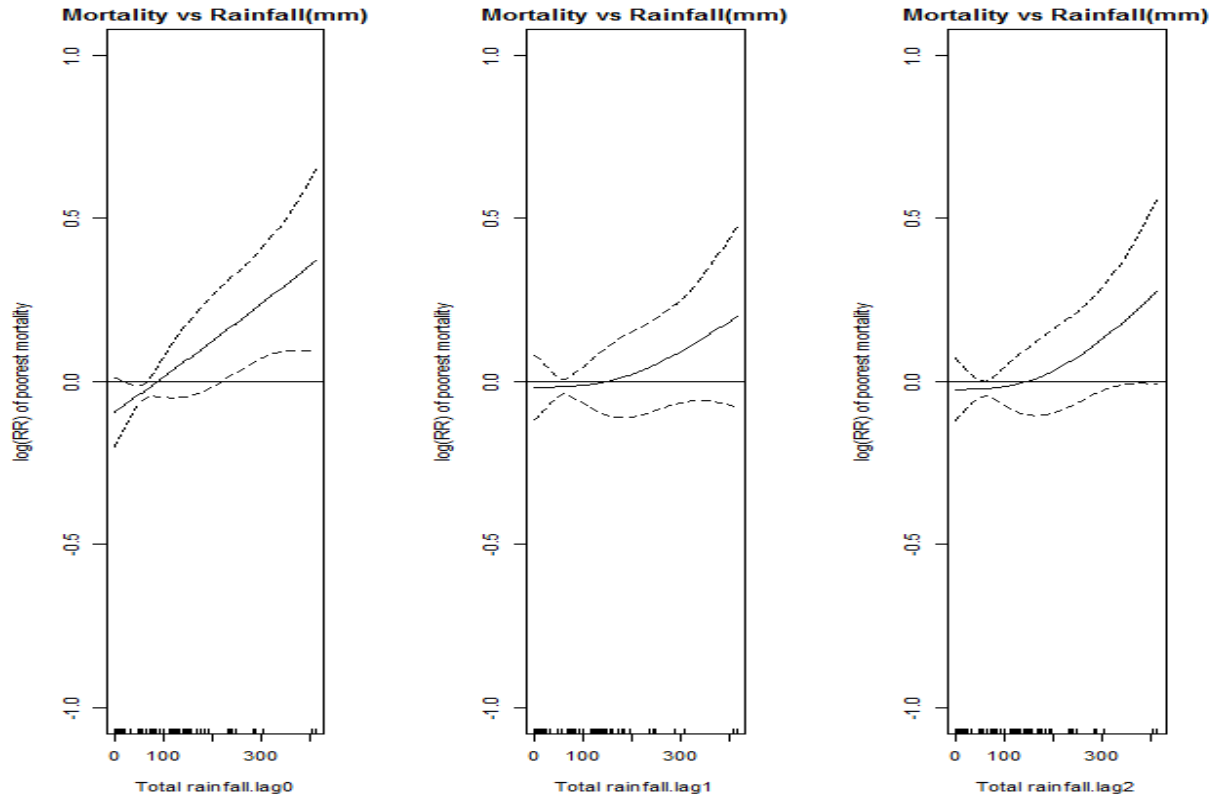 Mortality vs Rainfall(mm)
log(RR) of poorest mortality
1.0
0.5
0.0
-0.5
-1.0
0 100 300
Total rainfall.lag0
Mortality vs Rainfall(mm)
log(RR) of poorest mortality
1.0
0.5
0.0
-0.5
-1.0
0 100 300
Total rainfall.lag1
Mortality vs Rainfall(mm)
log(RR) of poorest mortality
1.0
0.5
0.0
-0.5
-1.0
0 100 300
Total rainfall.lag2